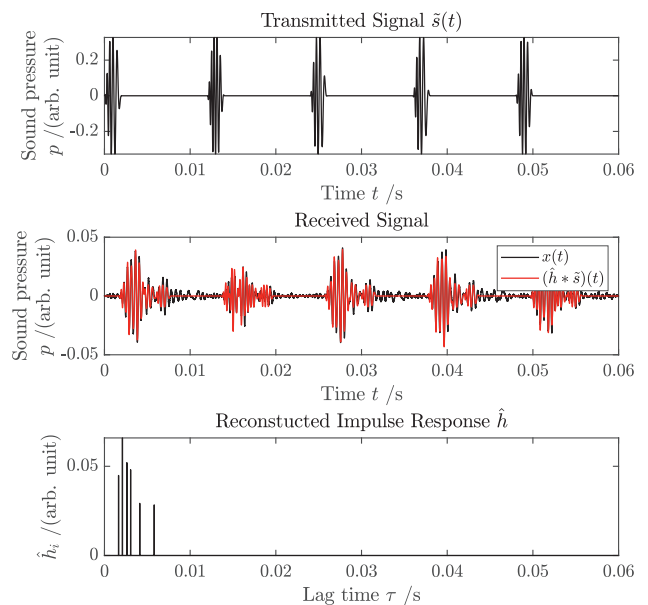 Transmitted Signal s̃(t)
Sound pressure
p /(arb. unit)
0.2
0
-0.2
0 0.01 0.02 0.03 0.04 0.05 0.06
Time t /s
Received Signal
Sound pressure
p /(arb. unit)
0.05
0
-0.05
x(t)
(ĥ * s̃)(t)
0 0.01 0.02 0.03 0.04 0.05 0.06
Time t /s
Reconstucted Impulse Response ĥ
ĥᵢ /(arb. unit)
0.05
0
0 0.01 0.02 0.03 0.04 0.05 0.06
Lag time τ /s